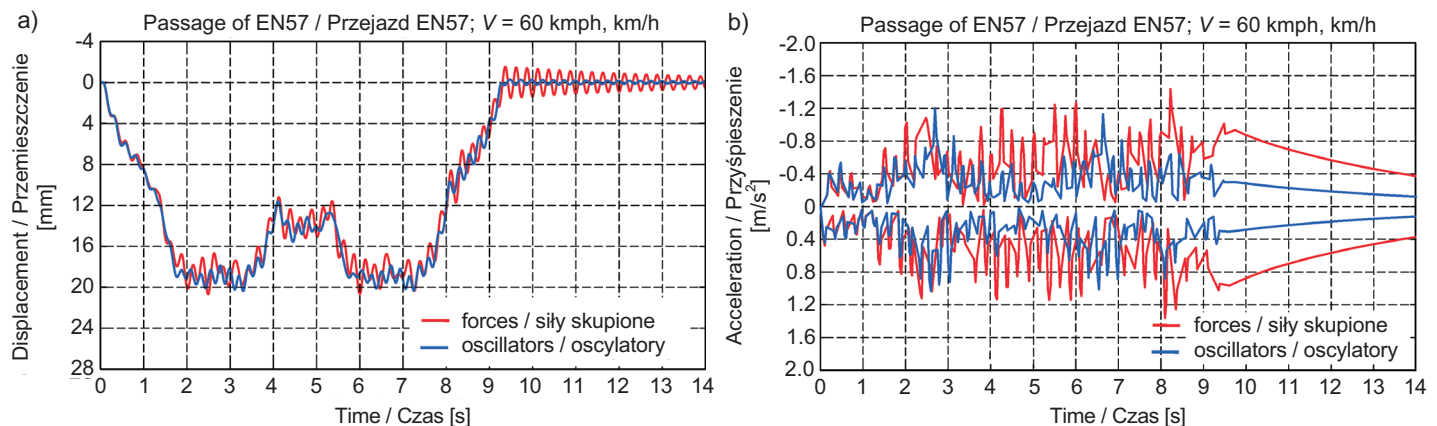 a)
Passage of EN57 / Przejazd EN57; V = 60 kmph, km/h
Displacement / Przemieszczenie
[mm]
-4
0
4
8
12
16
20
24
28
forces / siły skupione
oscillators / oscylatory
0 1 2 3 4 5 6 7 8 9 10 11 12 13 14
Time / Czas [s]
b)
Passage of EN57 / Przejazd EN57; V = 60 kmph, km/h
Acceleration / Przyśpieszenie
[m/s²]
-2.0
-1.6
-1.2
-0.8
-0.4
0
0.4
0.8
1.2
1.6
2.0
forces / siły skupione
oscillators / oscylatory
0 1 2 3 4 5 6 7 8 9 10 11 12 13 14
Time / Czas [s]